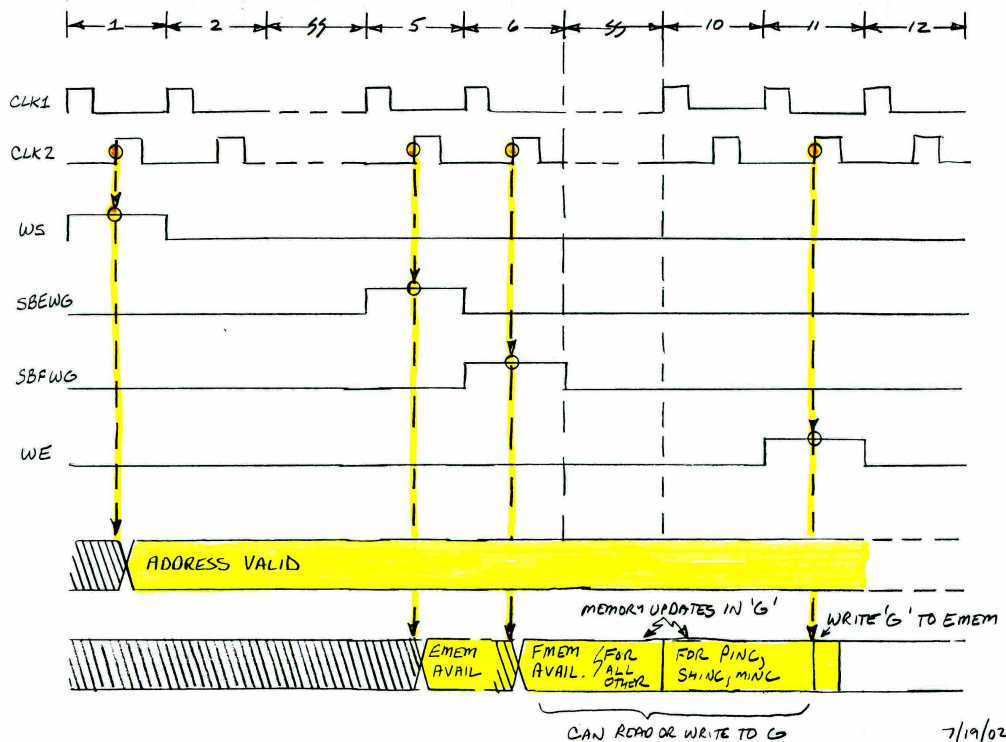 1 2 SS 5 6 SS 10 11 12
CLK1
CLK2
WS
SBEWG
SBFWG
WE
ADDRESS VALID
MEMORY UPDATES IN 'G'
WRITE 'G' TO EMEM
EMEM
AVAIL
FMEM
AVAIL.
FOR
ALL
OTHER
FOR PINC,
SHINC, MINC
CAN READ OR WRITE TO G
7/19/02